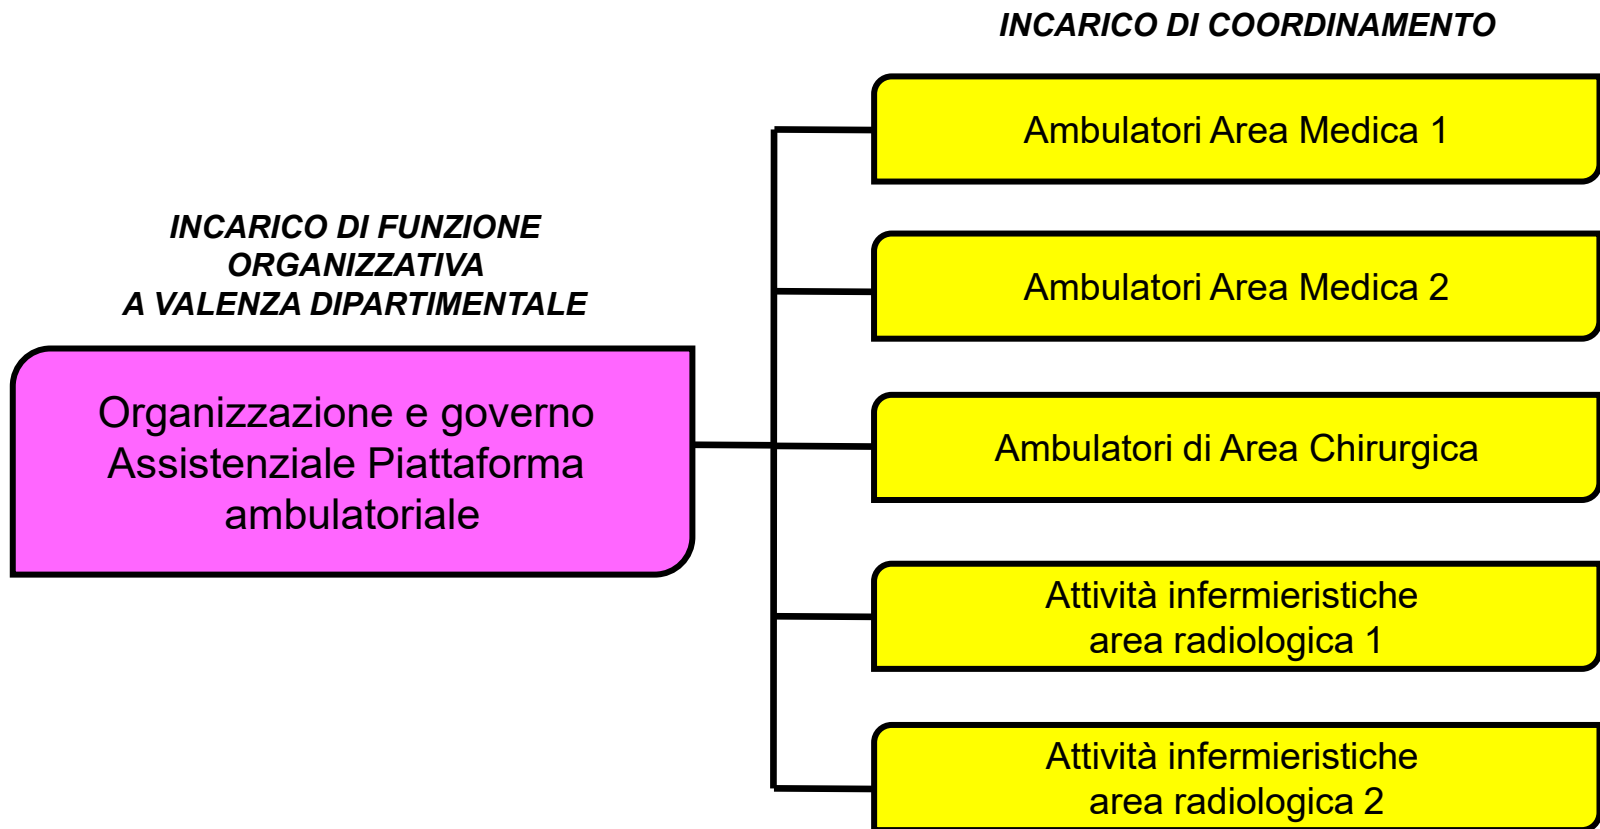 INCARICO DI COORDINAMENTO
Ambulatori Area Medica 1
INCARICO DI FUNZIONE
ORGANIZZATIVA
A VALENZA DIPARTIMENTALE
Ambulatori Area Medica 2
Organizzazione e governo
Assistenziale Piattaforma
ambulatoriale
Ambulatori di Area Chirurgica
Attività infermieristiche
area radiologica 1
Attività infermieristiche
area radiologica 2